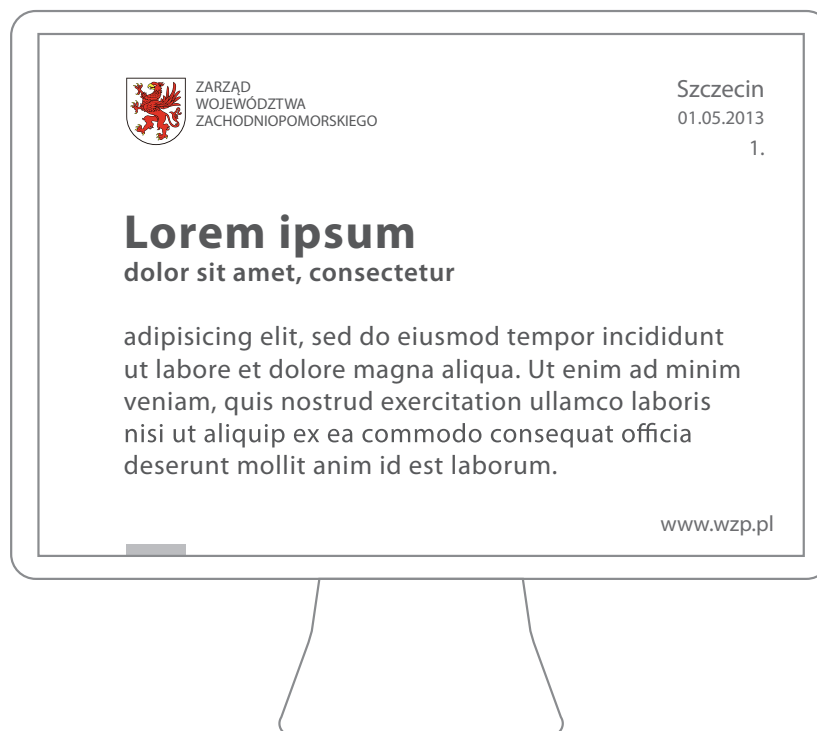 ZARZĄD
WOJEWÓDZTWA
ZACHODNIOPOMORSKIEGO
Szczecin
01.05.2013
1.
Lorem ipsum
dolor sit amet, consectetur
adipisicing elit, sed do eiusmod tempor incididunt
ut labore et dolore magna aliqua. Ut enim ad minim
veniam, quis nostrud exercitation ullamco laboris
nisi ut aliquip ex ea commodo consequat officia
deserunt mollit anim id est laborum.
www.wzp.pl